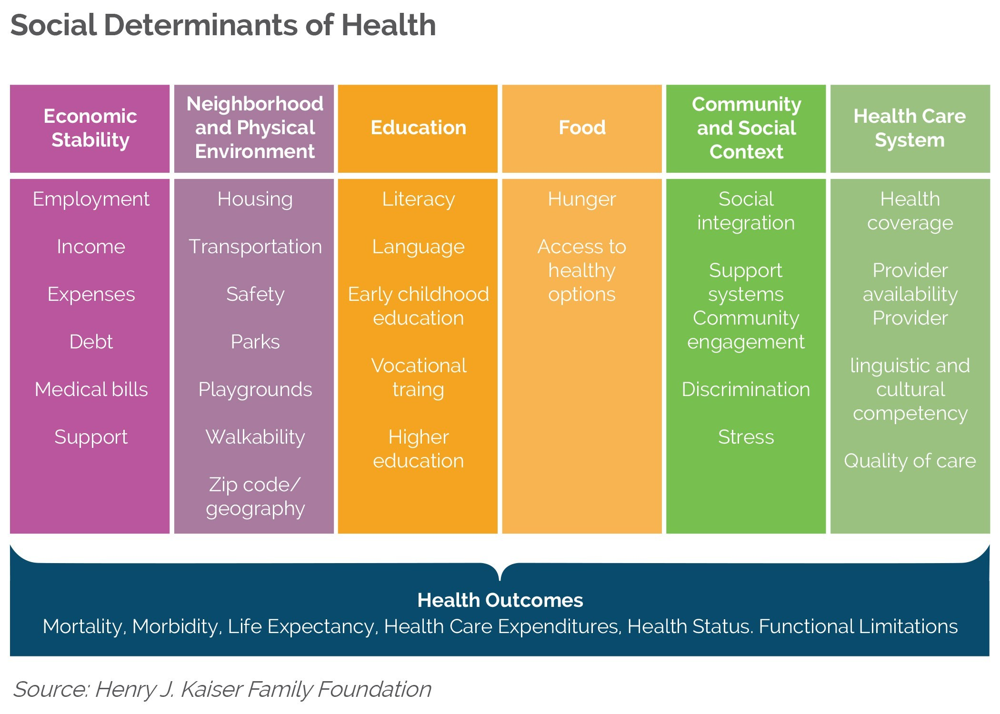 Social Determinants of Health
Economic
Stability
Neighborhood
and Physical
Environment
Education
Food
Community
and Social
Context
Health Care
System
Employment
Income
Expenses
Debt
Medical bills
Support
Housing
Transportation
Safety
Parks
Playgrounds
Walkability
Zip code/
geography
Literacy
Language
Early childhood
education
Vocational
traing
Higher
education
Hunger
Access to
healthy
options
Social
integration
Support
systems
Community
engagement
Discrimination
Stress
Health
coverage
Provider
availability
Provider
linguistic and
cultural
competency
Quality of care
Health Outcomes
Mortality, Morbidity, Life Expectancy, Health Care Expenditures, Health Status. Functional Limitations
Source: Henry J. Kaiser Family Foundation